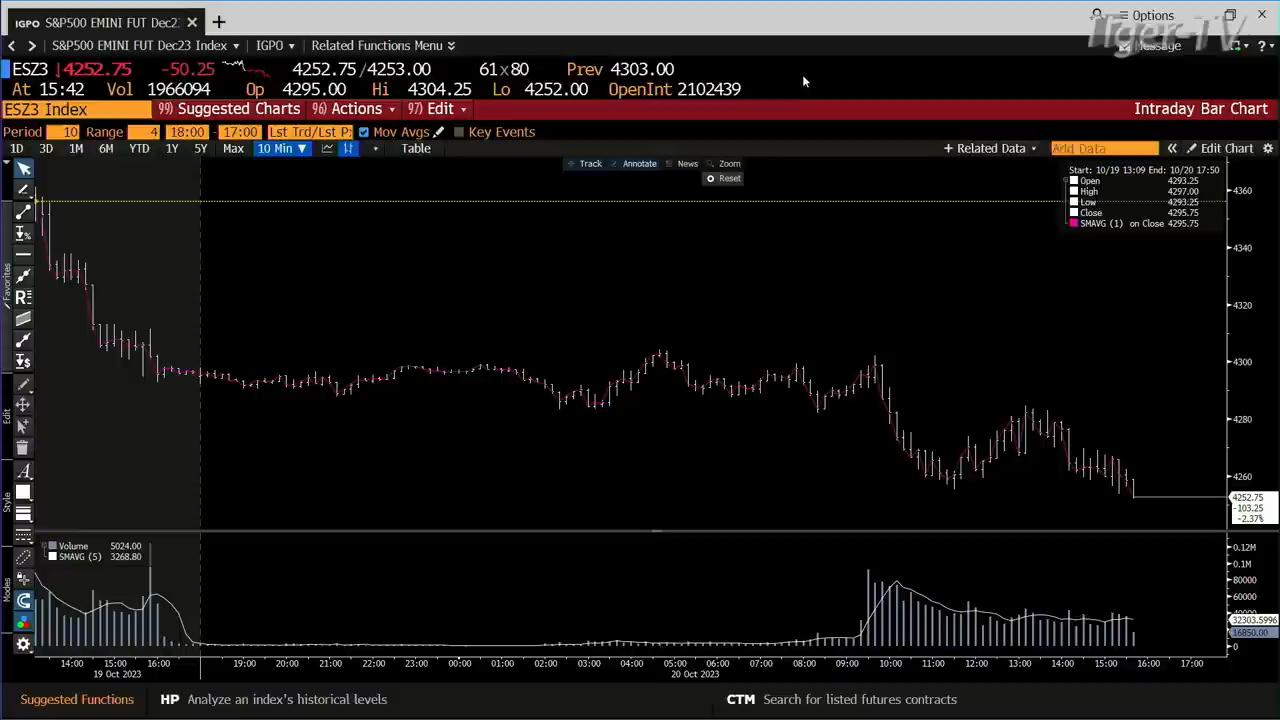 IGPO S&P500 EMINI FUT Dec2 × +
Options
Tiger-TV
S&P500 EMINI FUT Dec23 Index IGPO Related Functions Menu Message
ESZ3 ↓4252.75 -50.25 4252.75/4253.00 61x80 Prev 4303.00
At 15:42 Vol 1966094 Op 4295.00 Hi 4304.25 Lo 4252.00 OpenInt 2102439
ESZ3 Index 99) Suggested Charts 96) Actions 97) Edit Intraday Bar Chart
Period 10 Range 4 18:00 - 17:00 Lst Trd/Lst P: Mov Avgs Key Events
1D 3D 1M 6M YTD 1Y 5Y Max 10 Min ▼ Table + Related Data Add Data « Edit Chart
Track Annotate News Zoom
Reset
Start: 10/19 13:09 End: 10/20 17:50
Open 4293.25
High 4297.00
Low 4293.25
Close 4295.75
SMAVG (1) on Close 4295.75
4360
4340
4320
4300
4280
4260
4252.75
-103.25
-2.37%
Favorites
Edit
Style
Modes
Volume 5024.00
SMAVG (5) 3268.80
0.12M
0.1M
80000
60000
40000
32303.5996
16850.00
0
14:00 15:00 16:00 19:00 20:00 21:00 22:00 23:00 00:00 01:00 02:00 03:00 04:00 05:00 06:00 07:00 08:00 09:00 10:00 11:00 12:00 13:00 14:00 15:00 16:00 17:00
19 Oct 2023 20 Oct 2023
Suggested Functions HP Analyze an index's historical levels CTM Search for listed futures contracts